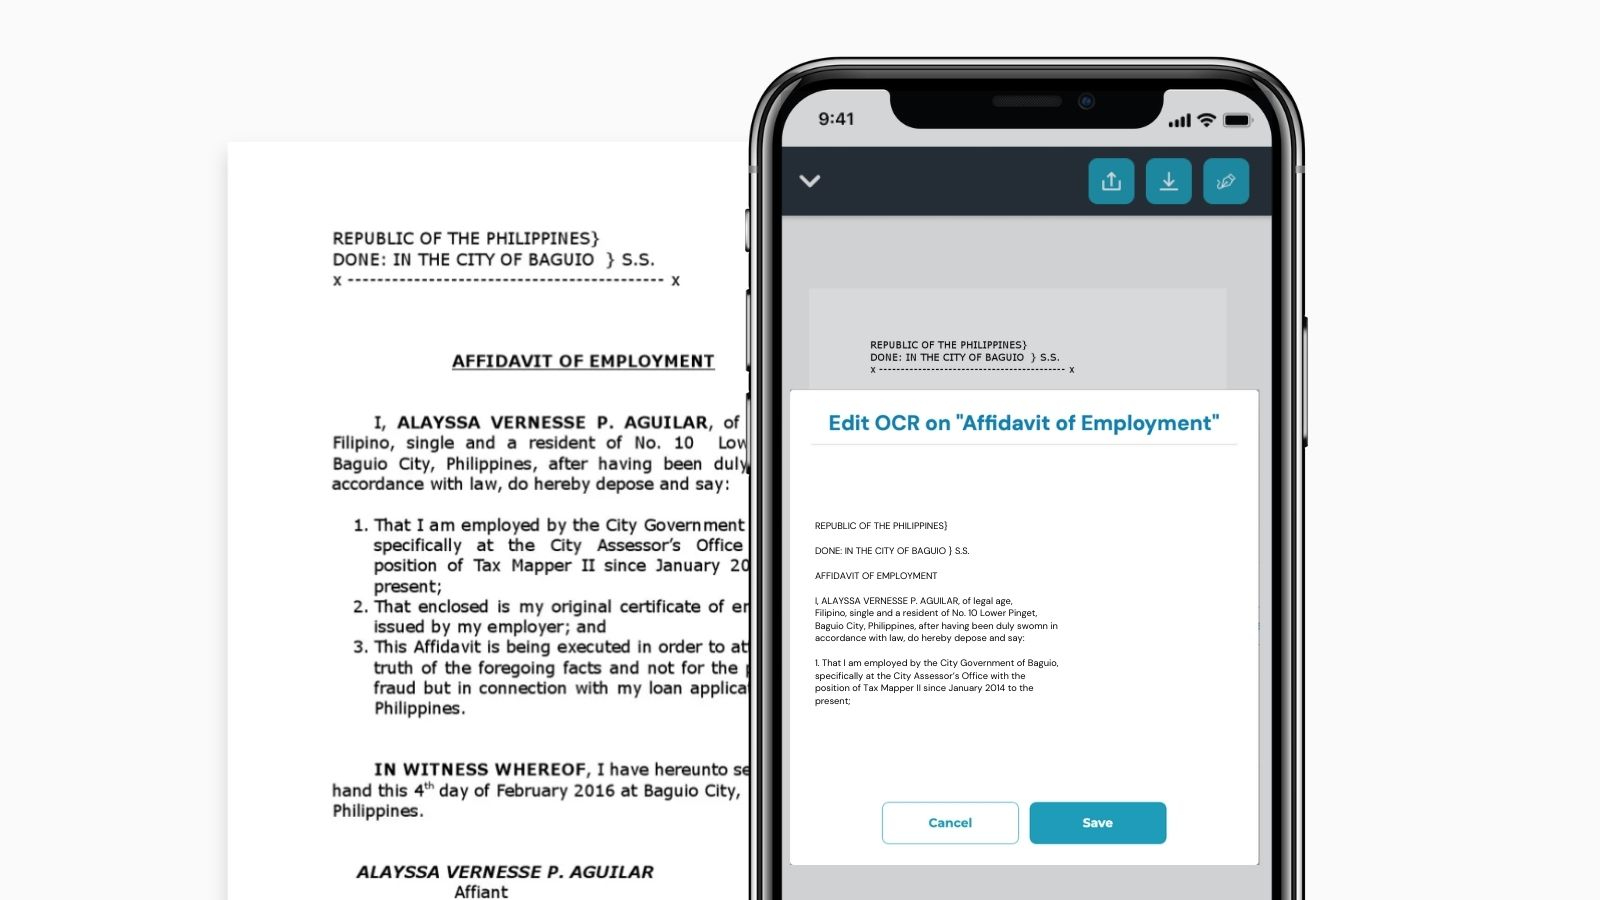 REPUBLIC OF THE PHILIPPINES}
DONE: IN THE CITY OF BAGUIO } S.S.
x ------------------------------------------ x
AFFIDAVIT OF EMPLOYMENT
I, ALAYSSA VERNESSE P. AGUILAR, of
Filipino, single and a resident of No. 10
Baguio City, Philippines, after having been duly
accordance with law, do hereby depose and say:
1. That I am employed by the City Government
specifically at the City Assessor's Office
position of Tax Mapper II since January
present;
2. That enclosed is my original certificate of
issued by my employer; and
3. This Affidavit is being executed in order to
truth of the foregoing facts and not for the
fraud but in connection with my loan
Philippines.
IN WITNESS WHEREOF, I have hereunto
hand this 4th day of February 2016 at Baguio City,
Philippines.
ALAYSSA VERNESSE P. AGUILAR
Affiant
9:41
REPUBLIC OF THE PHILIPPINES}
DONE: IN THE CITY OF BAGUIO } S.S.
x ------------------------------------------ x
Edit OCR on "Affidavit of Employment"
REPUBLIC OF THE PHILIPPINES}
DONE: IN THE CITY OF BAGUIO } S.S.
AFFIDAVIT OF EMPLOYMENT
I, ALAYSSA VERNESSE P. AGUILAR, of legal age,
Filipino, single and a resident of No. 10 Lower Pinget,
Baguio City, Philippines, after having been duly swomn in
accordance with law, do hereby depose and say:
1. That I am employed by the City Government of Baguio,
specifically at the City Assessor's Office with the
position of Tax Mapper II since January 2014 to the
present;
Cancel
Save